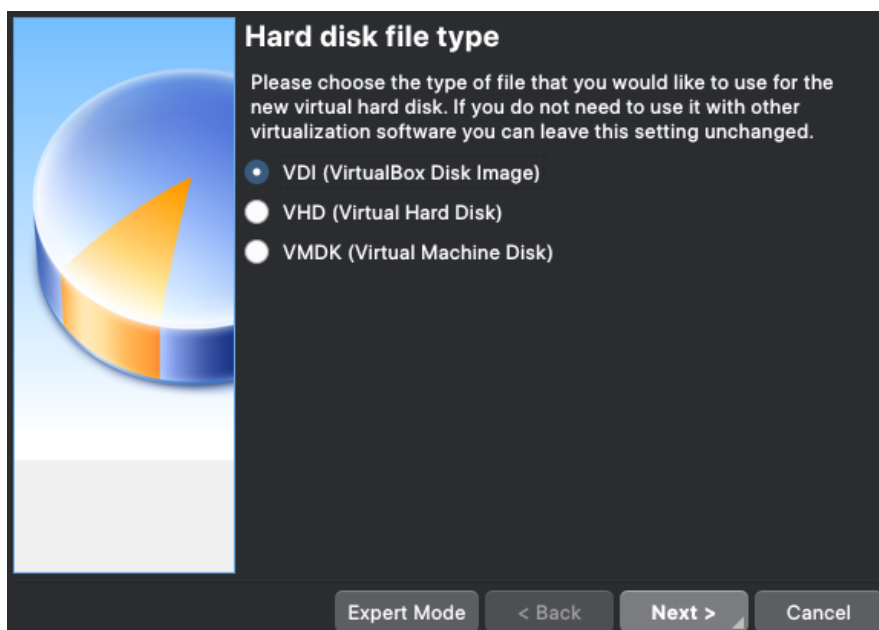 Hard disk file type
Please choose the type of file that you would like to use for the
new virtual hard disk. If you do not need to use it with other
virtualization software you can leave this setting unchanged.
VDI (VirtualBox Disk Image)
VHD (Virtual Hard Disk)
VMDK (Virtual Machine Disk)
Expert Mode < Back Next > Cancel